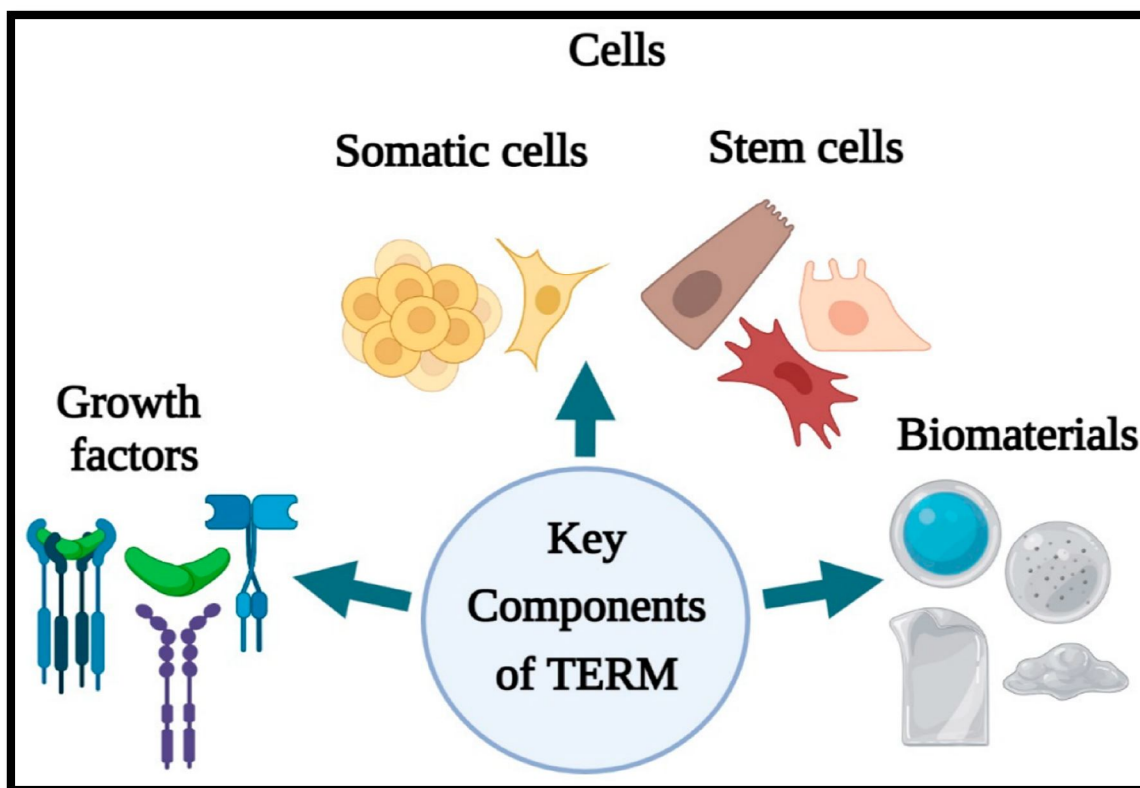 Cells
Somatic cells
Stem cells
Growth
factors
Biomaterials
Key
Components
of TERM